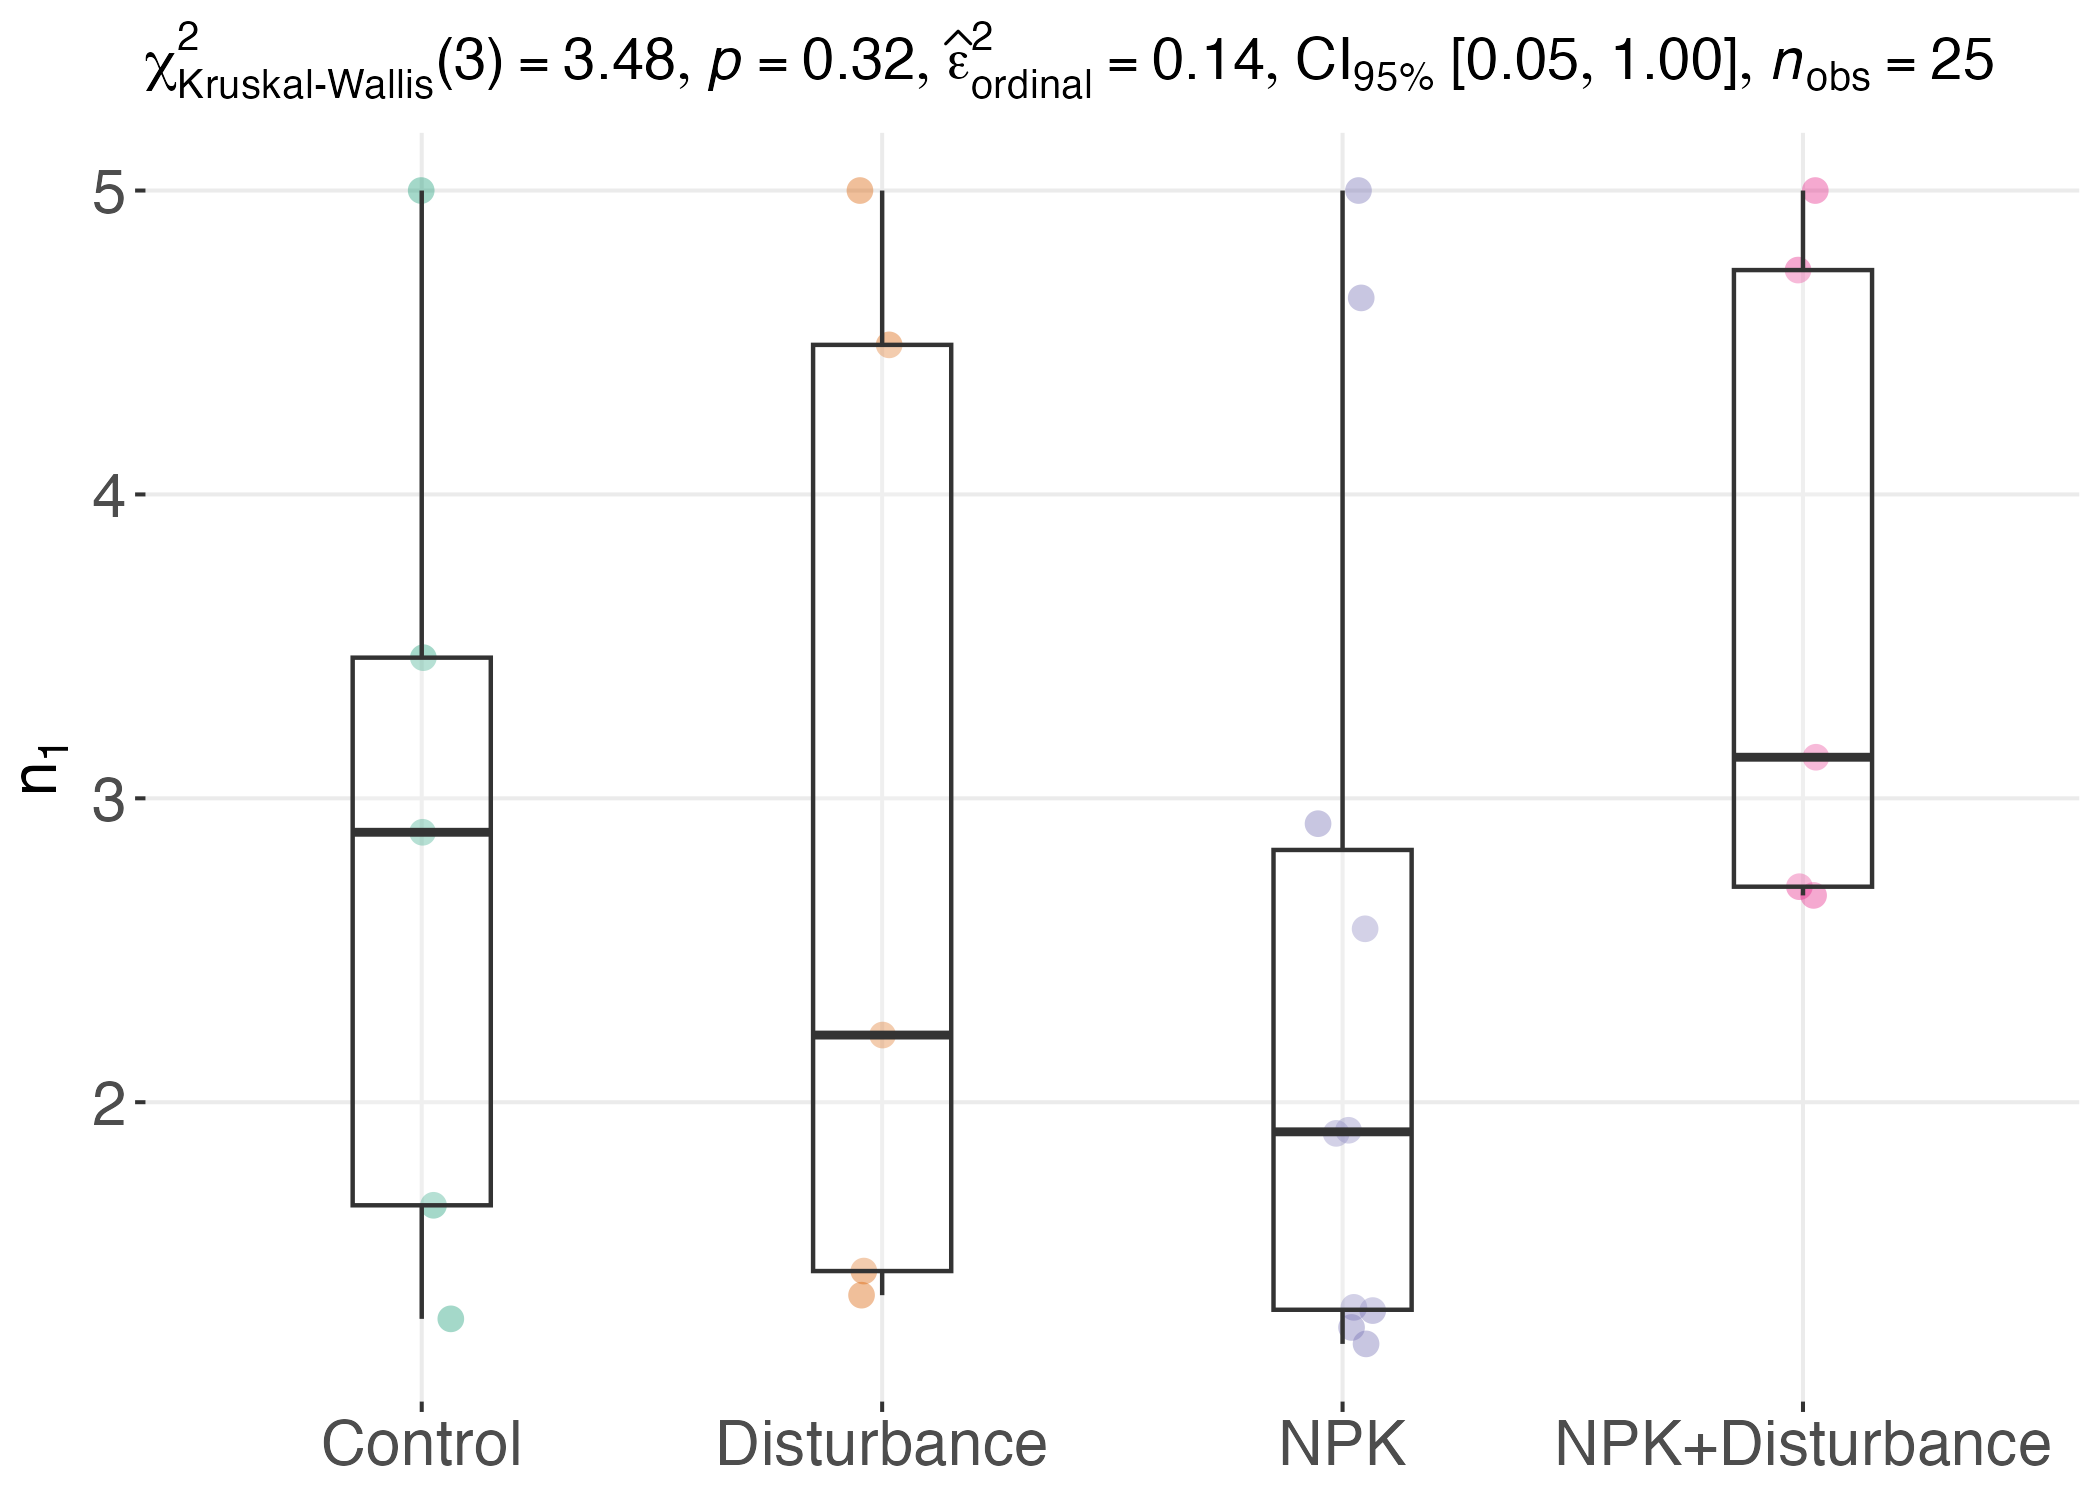 χ²Kruskal-Wallis(3) = 3.48, p = 0.32, ε̂²ordinal = 0.14, CI95% [0.05, 1.00], nobs = 25
5
4
3
2
n1
Control Disturbance NPK NPK+Disturbance